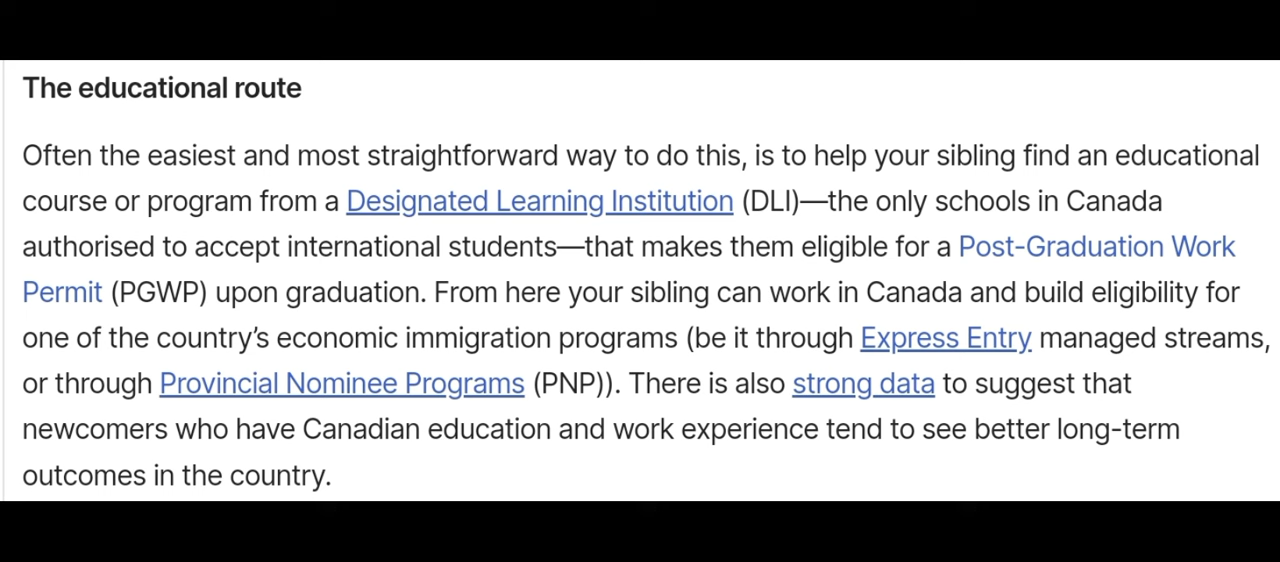 The educational route
Often the easiest and most straightforward way to do this, is to help your sibling find an educational
course or program from a Designated Learning Institution (DLI)—the only schools in Canada
authorised to accept international students—that makes them eligible for a Post-Graduation Work
Permit (PGWP) upon graduation. From here your sibling can work in Canada and build eligibility for
one of the country’s economic immigration programs (be it through Express Entry managed streams,
or through Provincial Nominee Programs (PNP)). There is also strong data to suggest that
newcomers who have Canadian education and work experience tend to see better long-term
outcomes in the country.